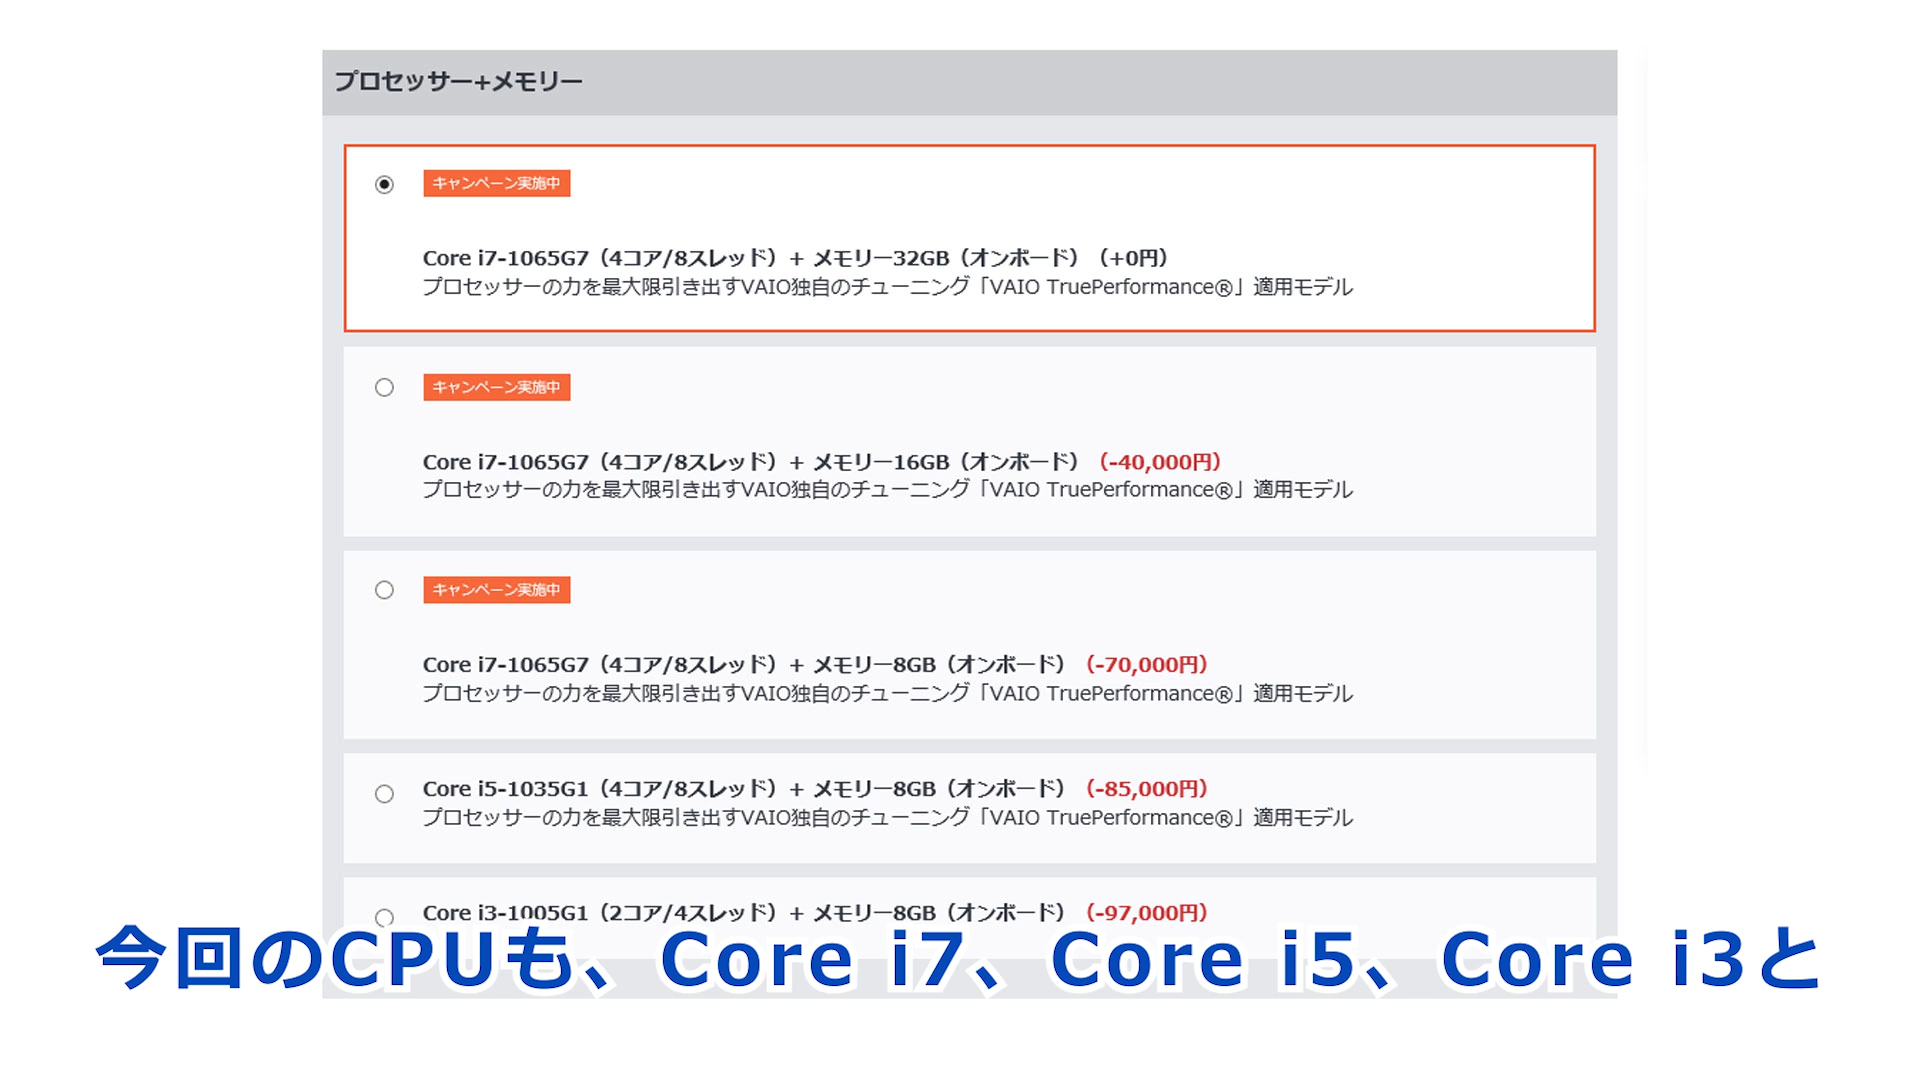 プロセッサー+メモリー
キャンペーン実施中
Core i7-1065G7（4コア/8スレッド）+ メモリー32GB（オンボード）（+0円）
プロセッサーの力を最大限引き出すVAIO独自のチューニング「VAIO TruePerformance®」適用モデル
キャンペーン実施中
Core i7-1065G7（4コア/8スレッド）+ メモリー16GB（オンボード）（-40,000円）
プロセッサーの力を最大限引き出すVAIO独自のチューニング「VAIO TruePerformance®」適用モデル
キャンペーン実施中
Core i7-1065G7（4コア/8スレッド）+ メモリー8GB（オンボード）（-70,000円）
プロセッサーの力を最大限引き出すVAIO独自のチューニング「VAIO TruePerformance®」適用モデル
Core i5-1035G1（4コア/8スレッド）+ メモリー8GB（オンボード）（-85,000円）
プロセッサーの力を最大限引き出すVAIO独自のチューニング「VAIO TruePerformance®」適用モデル
Core i3-1005G1（2コア/4スレッド）+ メモリー8GB（オンボード）（-97,000円）
今回のCPUも、Core i7、Core i5、Core i3と